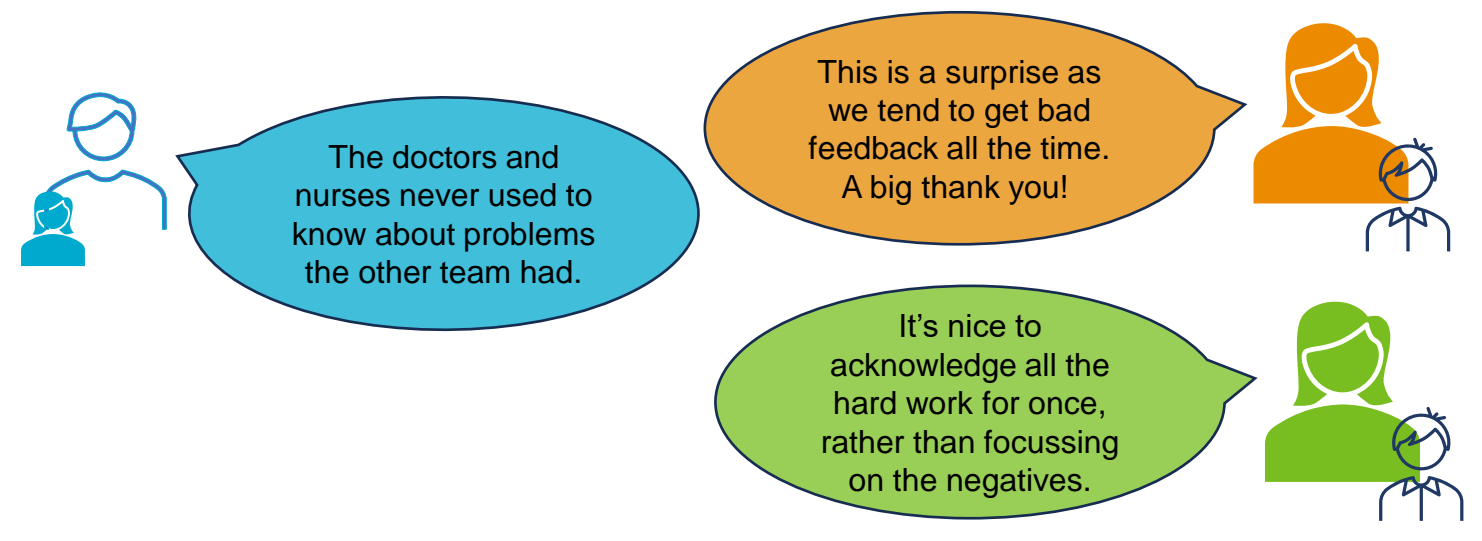 The doctors and
nurses never used to
know about problems
the other team had.
This is a surprise as
we tend to get bad
feedback all the time.
A big thank you!
It's nice to
acknowledge all the
hard work for once,
rather than focussing
on the negatives.